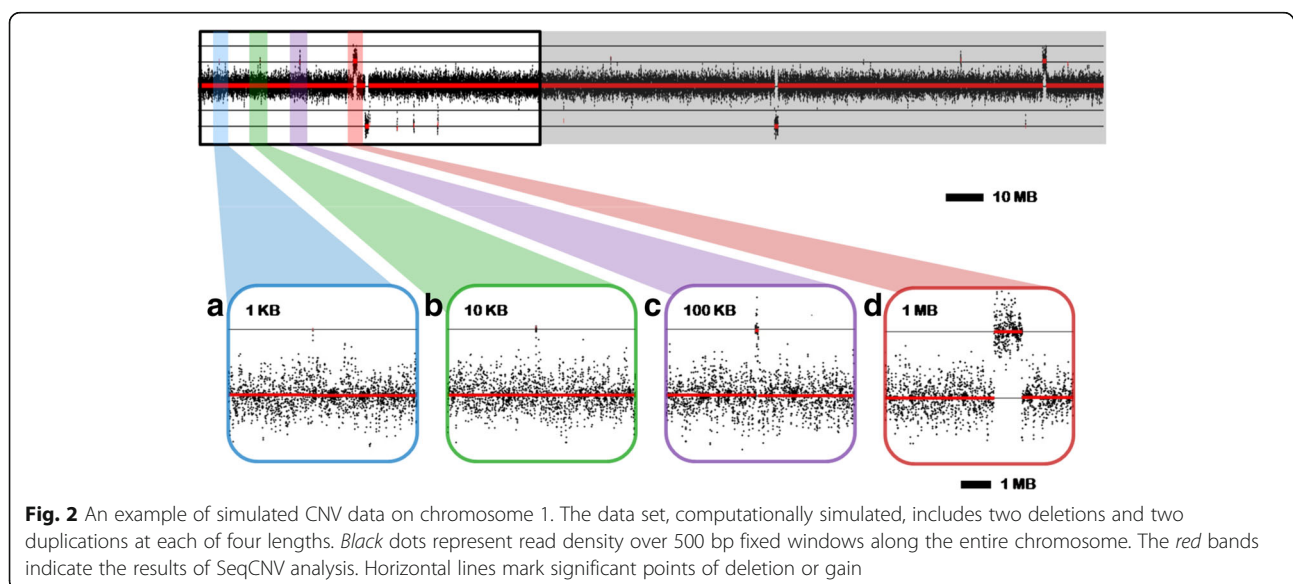 10 MB
a 1 KB
b 10 KB
c 100 KB
d 1 MB
1 MB
Fig. 2 An example of simulated CNV data on chromosome 1. The data set, computationally simulated, includes two deletions and two
duplications at each of four lengths. Black dots represent read density over 500 bp fixed windows along the entire chromosome. The red bands
indicate the results of SeqCNV analysis. Horizontal lines mark significant points of deletion or gain